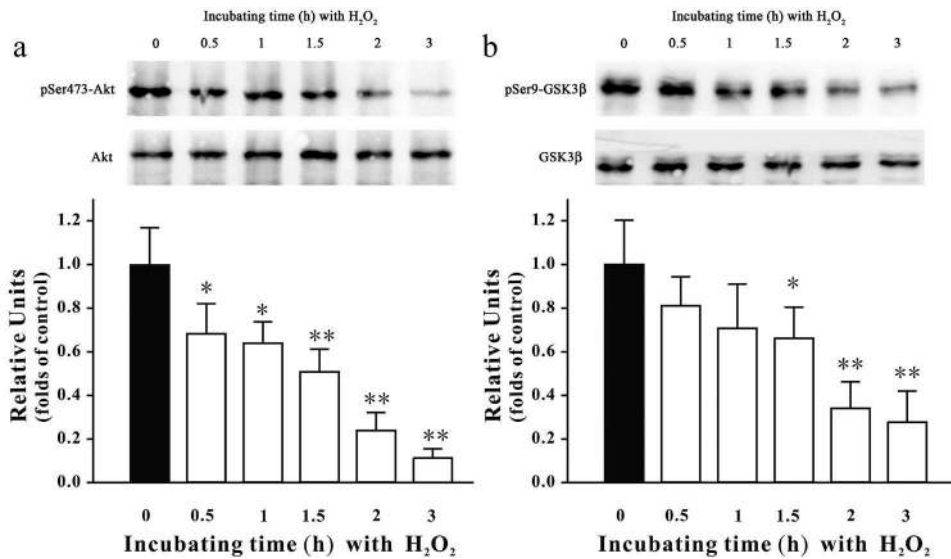 Incubating time (h) with H₂O₂
a
0 0.5 1 1.5 2 3
pSer473-Akt
Akt
1.2
1.0
0.8
0.6
0.4
0.2
0.0
Relative Units
(folds of control)
* * ** ** **
0 0.5 1 1.5 2 3
Incubating time (h) with H₂O₂
Incubating time (h) with H₂O₂
b
0 0.5 1 1.5 2 3
pSer9-GSK3β
GSK3β
1.2
1.0
0.8
0.6
0.4
0.2
0.0
Relative Units
(folds of control)
* ** **
0 0.5 1 1.5 2 3
Incubating time (h) with H₂O₂